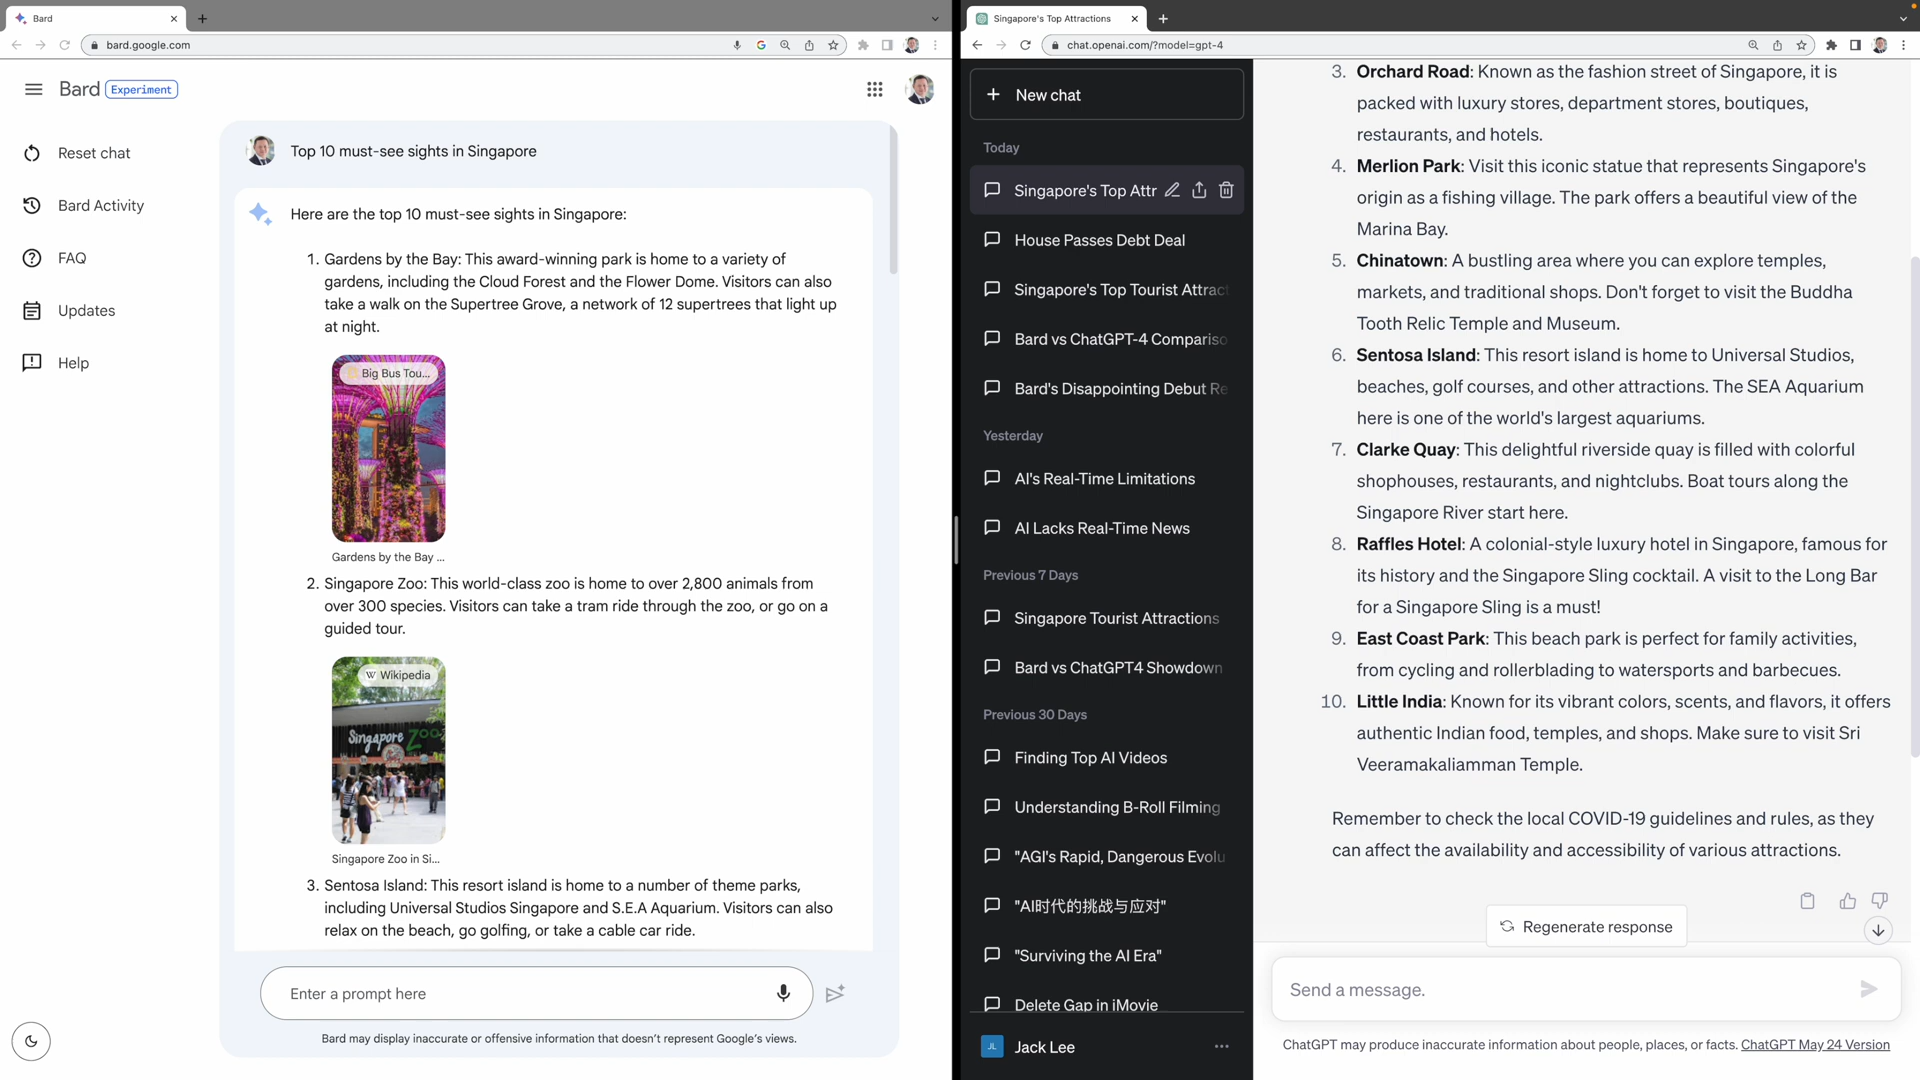 Bard
bard.google.com
Bard Experiment
Reset chat
Bard Activity
FAQ
Updates
Help
Top 10 must-see sights in Singapore
Here are the top 10 must-see sights in Singapore:
1. Gardens by the Bay: This award-winning park is home to a variety of
gardens, including the Cloud Forest and the Flower Dome. Visitors can also
take a walk on the Supertree Grove, a network of 12 supertrees that light up
at night.
Big Bus Tou...
Gardens by the Bay ...
2. Singapore Zoo: This world-class zoo is home to over 2,800 animals from
over 300 species. Visitors can take a tram ride through the zoo, or go on a
guided tour.
W Wikipedia
Singapore Zoo
Singapore Zoo in Si...
3. Sentosa Island: This resort island is home to a number of theme parks,
including Universal Studios Singapore and S.E.A Aquarium. Visitors can also
relax on the beach, go golfing, or take a cable car ride.
Enter a prompt here
Bard may display inaccurate or offensive information that doesn't represent Google's views.
Singapore's Top Attractions
chat.openai.com/?model=gpt-4
New chat
Today
Singapore's Top Attr
House Passes Debt Deal
Singapore's Top Tourist Attract
Bard vs ChatGPT-4 Compariso
Bard's Disappointing Debut Re
Yesterday
AI's Real-Time Limitations
AI Lacks Real-Time News
Previous 7 Days
Singapore Tourist Attractions
Bard vs ChatGPT4 Showdown
Previous 30 Days
Finding Top AI Videos
Understanding B-Roll Filming
"AGI's Rapid, Dangerous Evolu
"AI时代的挑战与应对"
"Surviving the AI Era"
Delete Gap in iMovie
JL Jack Lee
3. Orchard Road: Known as the fashion street of Singapore, it is
packed with luxury stores, department stores, boutiques,
restaurants, and hotels.
4. Merlion Park: Visit this iconic statue that represents Singapore's
origin as a fishing village. The park offers a beautiful view of the
Marina Bay.
5. Chinatown: A bustling area where you can explore temples,
markets, and traditional shops. Don't forget to visit the Buddha
Tooth Relic Temple and Museum.
6. Sentosa Island: This resort island is home to Universal Studios,
beaches, golf courses, and other attractions. The SEA Aquarium
here is one of the world's largest aquariums.
7. Clarke Quay: This delightful riverside quay is filled with colorful
shophouses, restaurants, and nightclubs. Boat tours along the
Singapore River start here.
8. Raffles Hotel: A colonial-style luxury hotel in Singapore, famous for
its history and the Singapore Sling cocktail. A visit to the Long Bar
for a Singapore Sling is a must!
9. East Coast Park: This beach park is perfect for family activities,
from cycling and rollerblading to watersports and barbecues.
10. Little India: Known for its vibrant colors, scents, and flavors, it offers
authentic Indian food, temples, and shops. Make sure to visit Sri
Veeramakaliamman Temple.
Remember to check the local COVID-19 guidelines and rules, as they
can affect the availability and accessibility of various attractions.
Regenerate response
Send a message.
ChatGPT may produce inaccurate information about people, places, or facts. ChatGPT May 24 Version